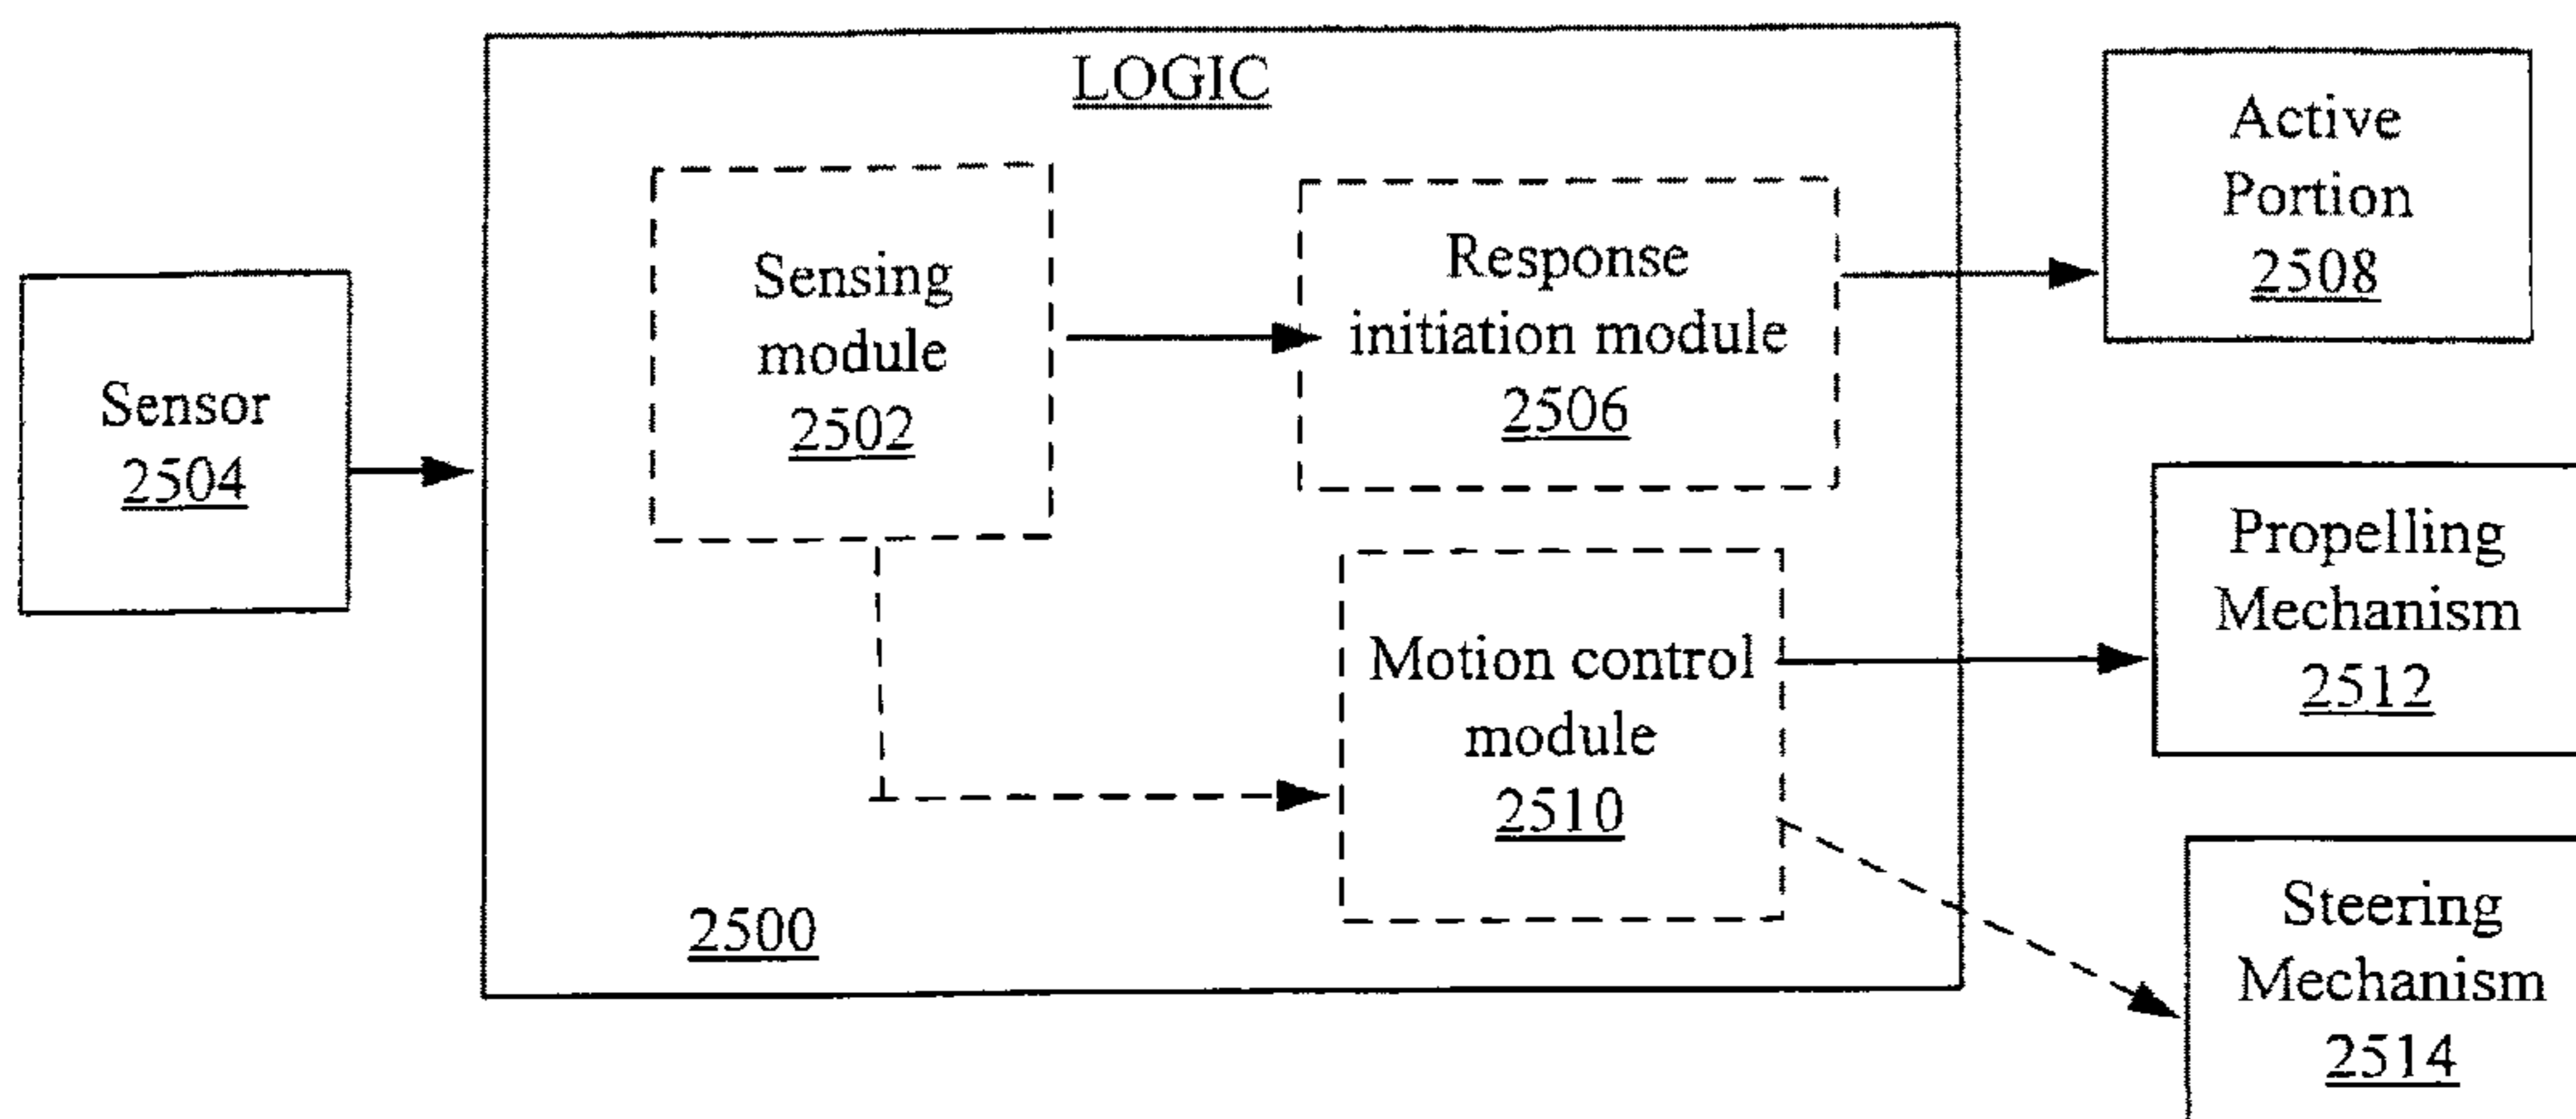 LOGIC
Sensor
2504
Sensing
module
2502
Response
initiation module
2506
Active
Portion
2508
Motion control
module
2510
Propelling
Mechanism
2512
Steering
Mechanism
2514
2500